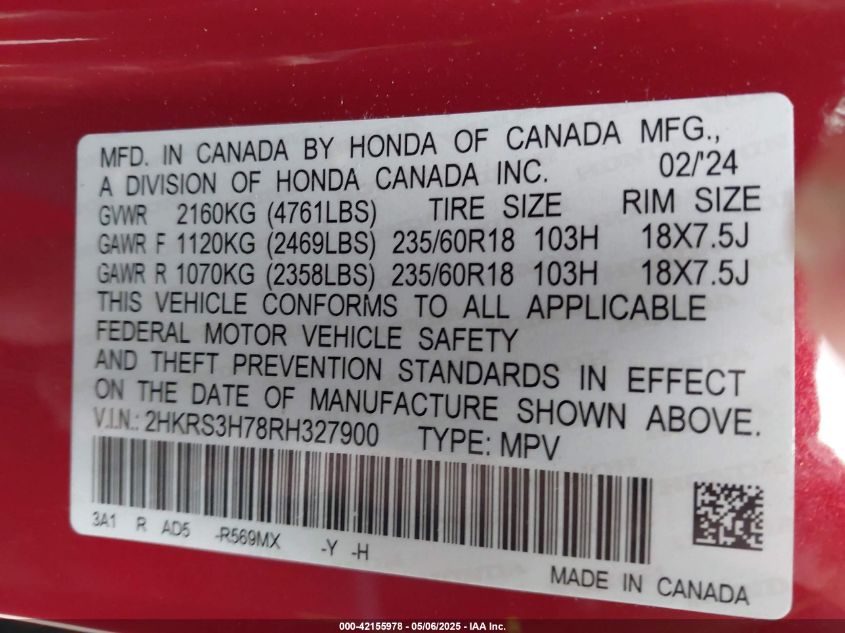 MFD. IN CANADA BY HONDA OF CANADA MFG.,
A DIVISION OF HONDA CANADA INC. 02/'24
GVWR 2160KG (4761LBS) TIRE SIZE RIM SIZE
GAWR F 1120KG (2469LBS) 235/60R18 103H 18X7.5J
GAWR R 1070KG (2358LBS) 235/60R18 103H 18X7.5J
THIS VEHICLE CONFORMS TO ALL APPLICABLE
FEDERAL MOTOR VEHICLE SAFETY
AND THEFT PREVENTION STANDARDS IN EFFECT
ON THE DATE OF MANUFACTURE SHOWN ABOVE.
V.I.N.: 2HKRS3H78RH327900 TYPE: MPV
3A1 R AD5 -R569MX -Y -H
MADE IN CANADA
000-42155978 - 05/06/2025 - IAA Inc.